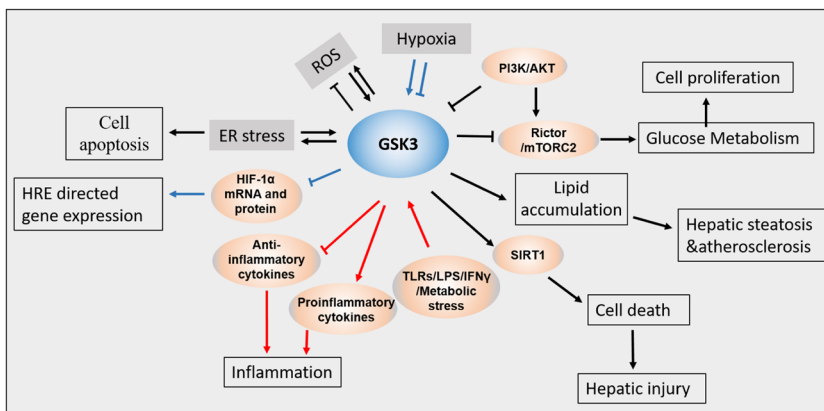 Hypoxia
ROS
PI3K/AKT
Cell proliferation
Cell
apoptosis
ER stress
GSK3
Rictor
/mTORC2
Glucose Metabolism
HIF-1α
mRNA and
protein
HRE directed
gene expression
Lipid
accumulation
Hepatic steatosis
&atherosclerosis
Anti-
inflammatory
cytokines
TLRs/LPS/IFNγ
/Metabolic
stress
SIRT1
Proinflammatory
cytokines
Cell death
Inflammation
Hepatic injury